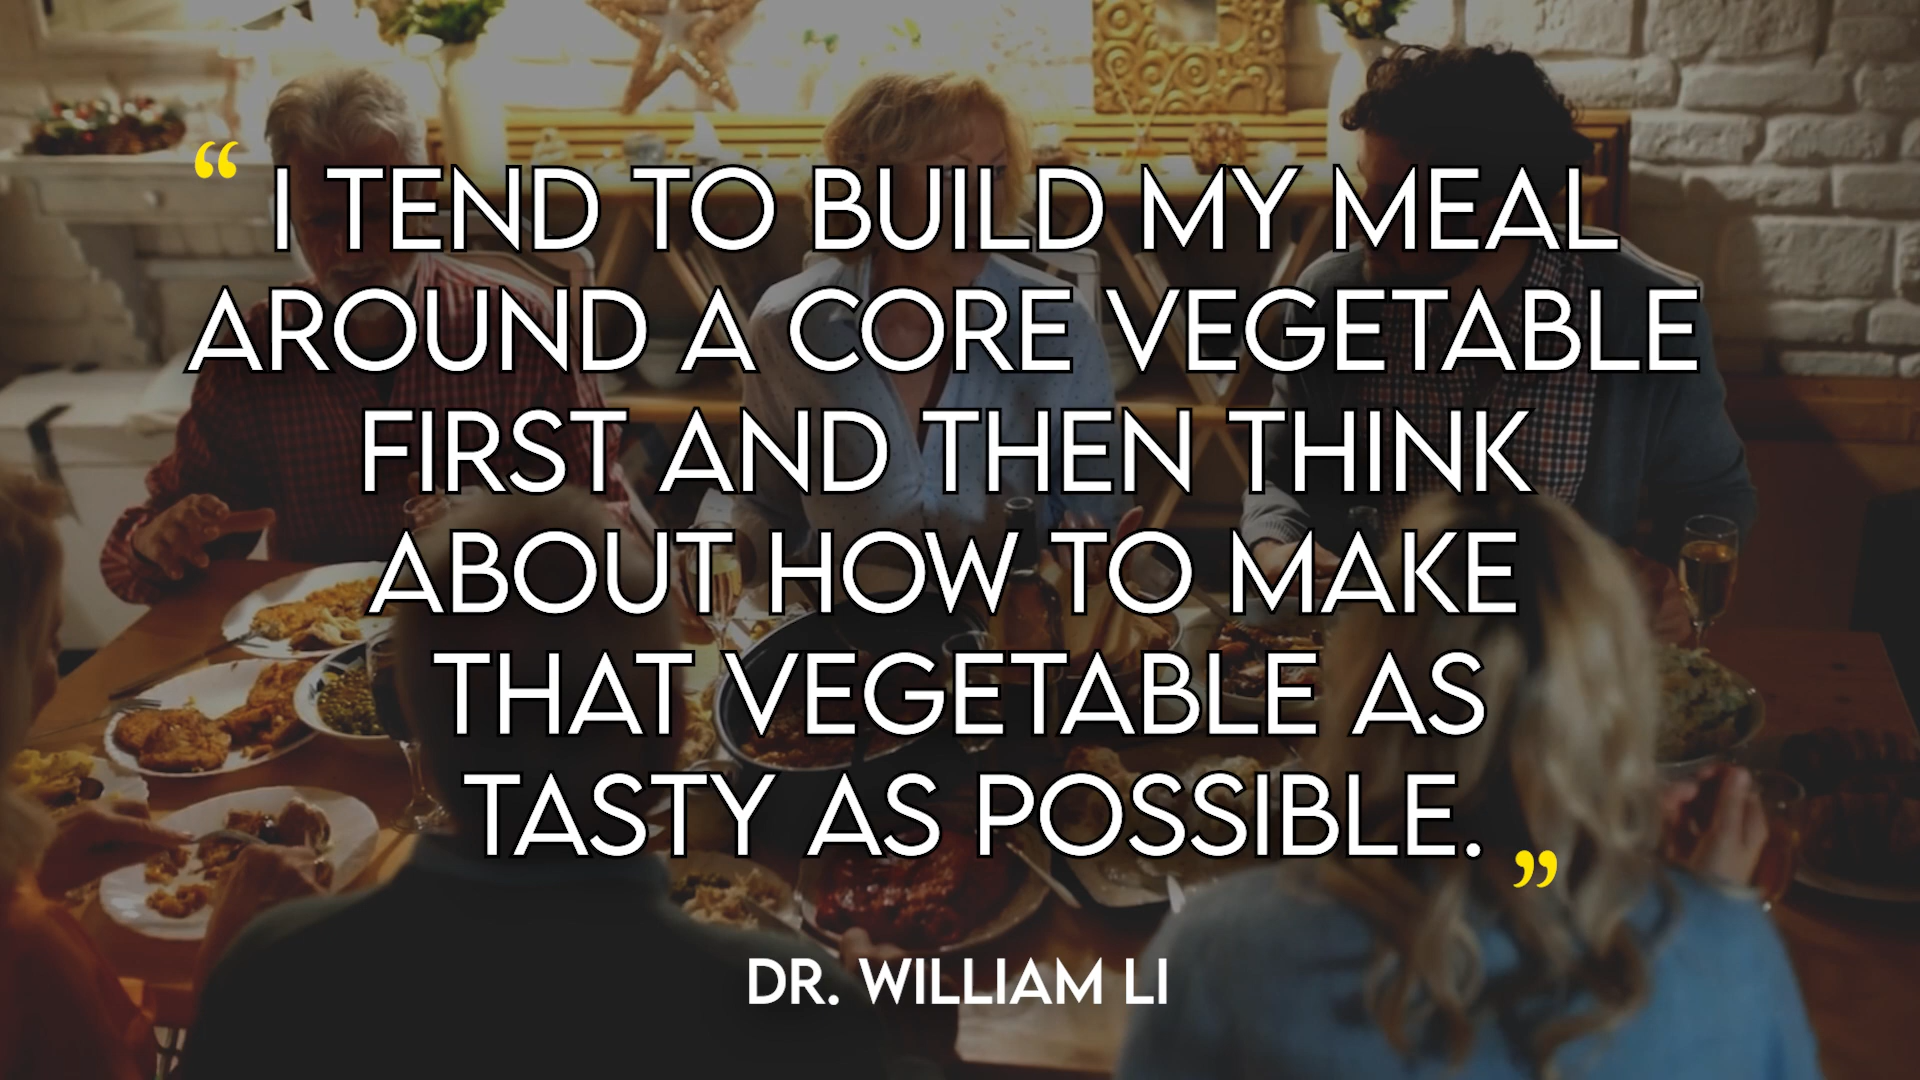 “ I TEND TO BUILD MY MEAL
AROUND A CORE VEGETABLE
FIRST AND THEN THINK
ABOUT HOW TO MAKE
THAT VEGETABLE AS
TASTY AS POSSIBLE. ”
DR. WILLIAM LI